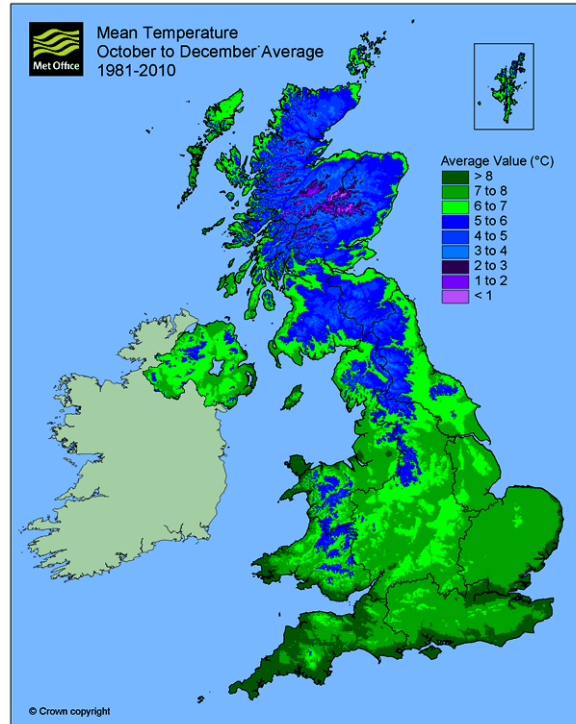 Met Office
Mean Temperature
October to December Average
1981-2010
Average Value (°C)
> 8
7 to 8
6 to 7
5 to 6
4 to 5
3 to 4
2 to 3
1 to 2
< 1
© Crown copyright